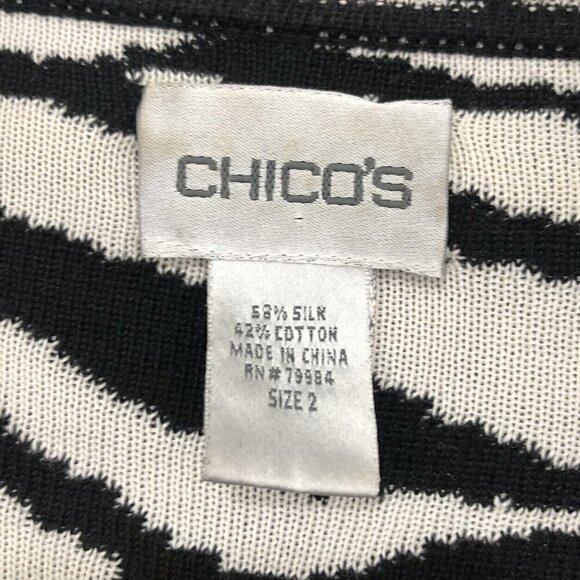 CHICO'S
58% SILK
42% COTTON
MADE IN CHINA
RN# 79984
SIZE 2